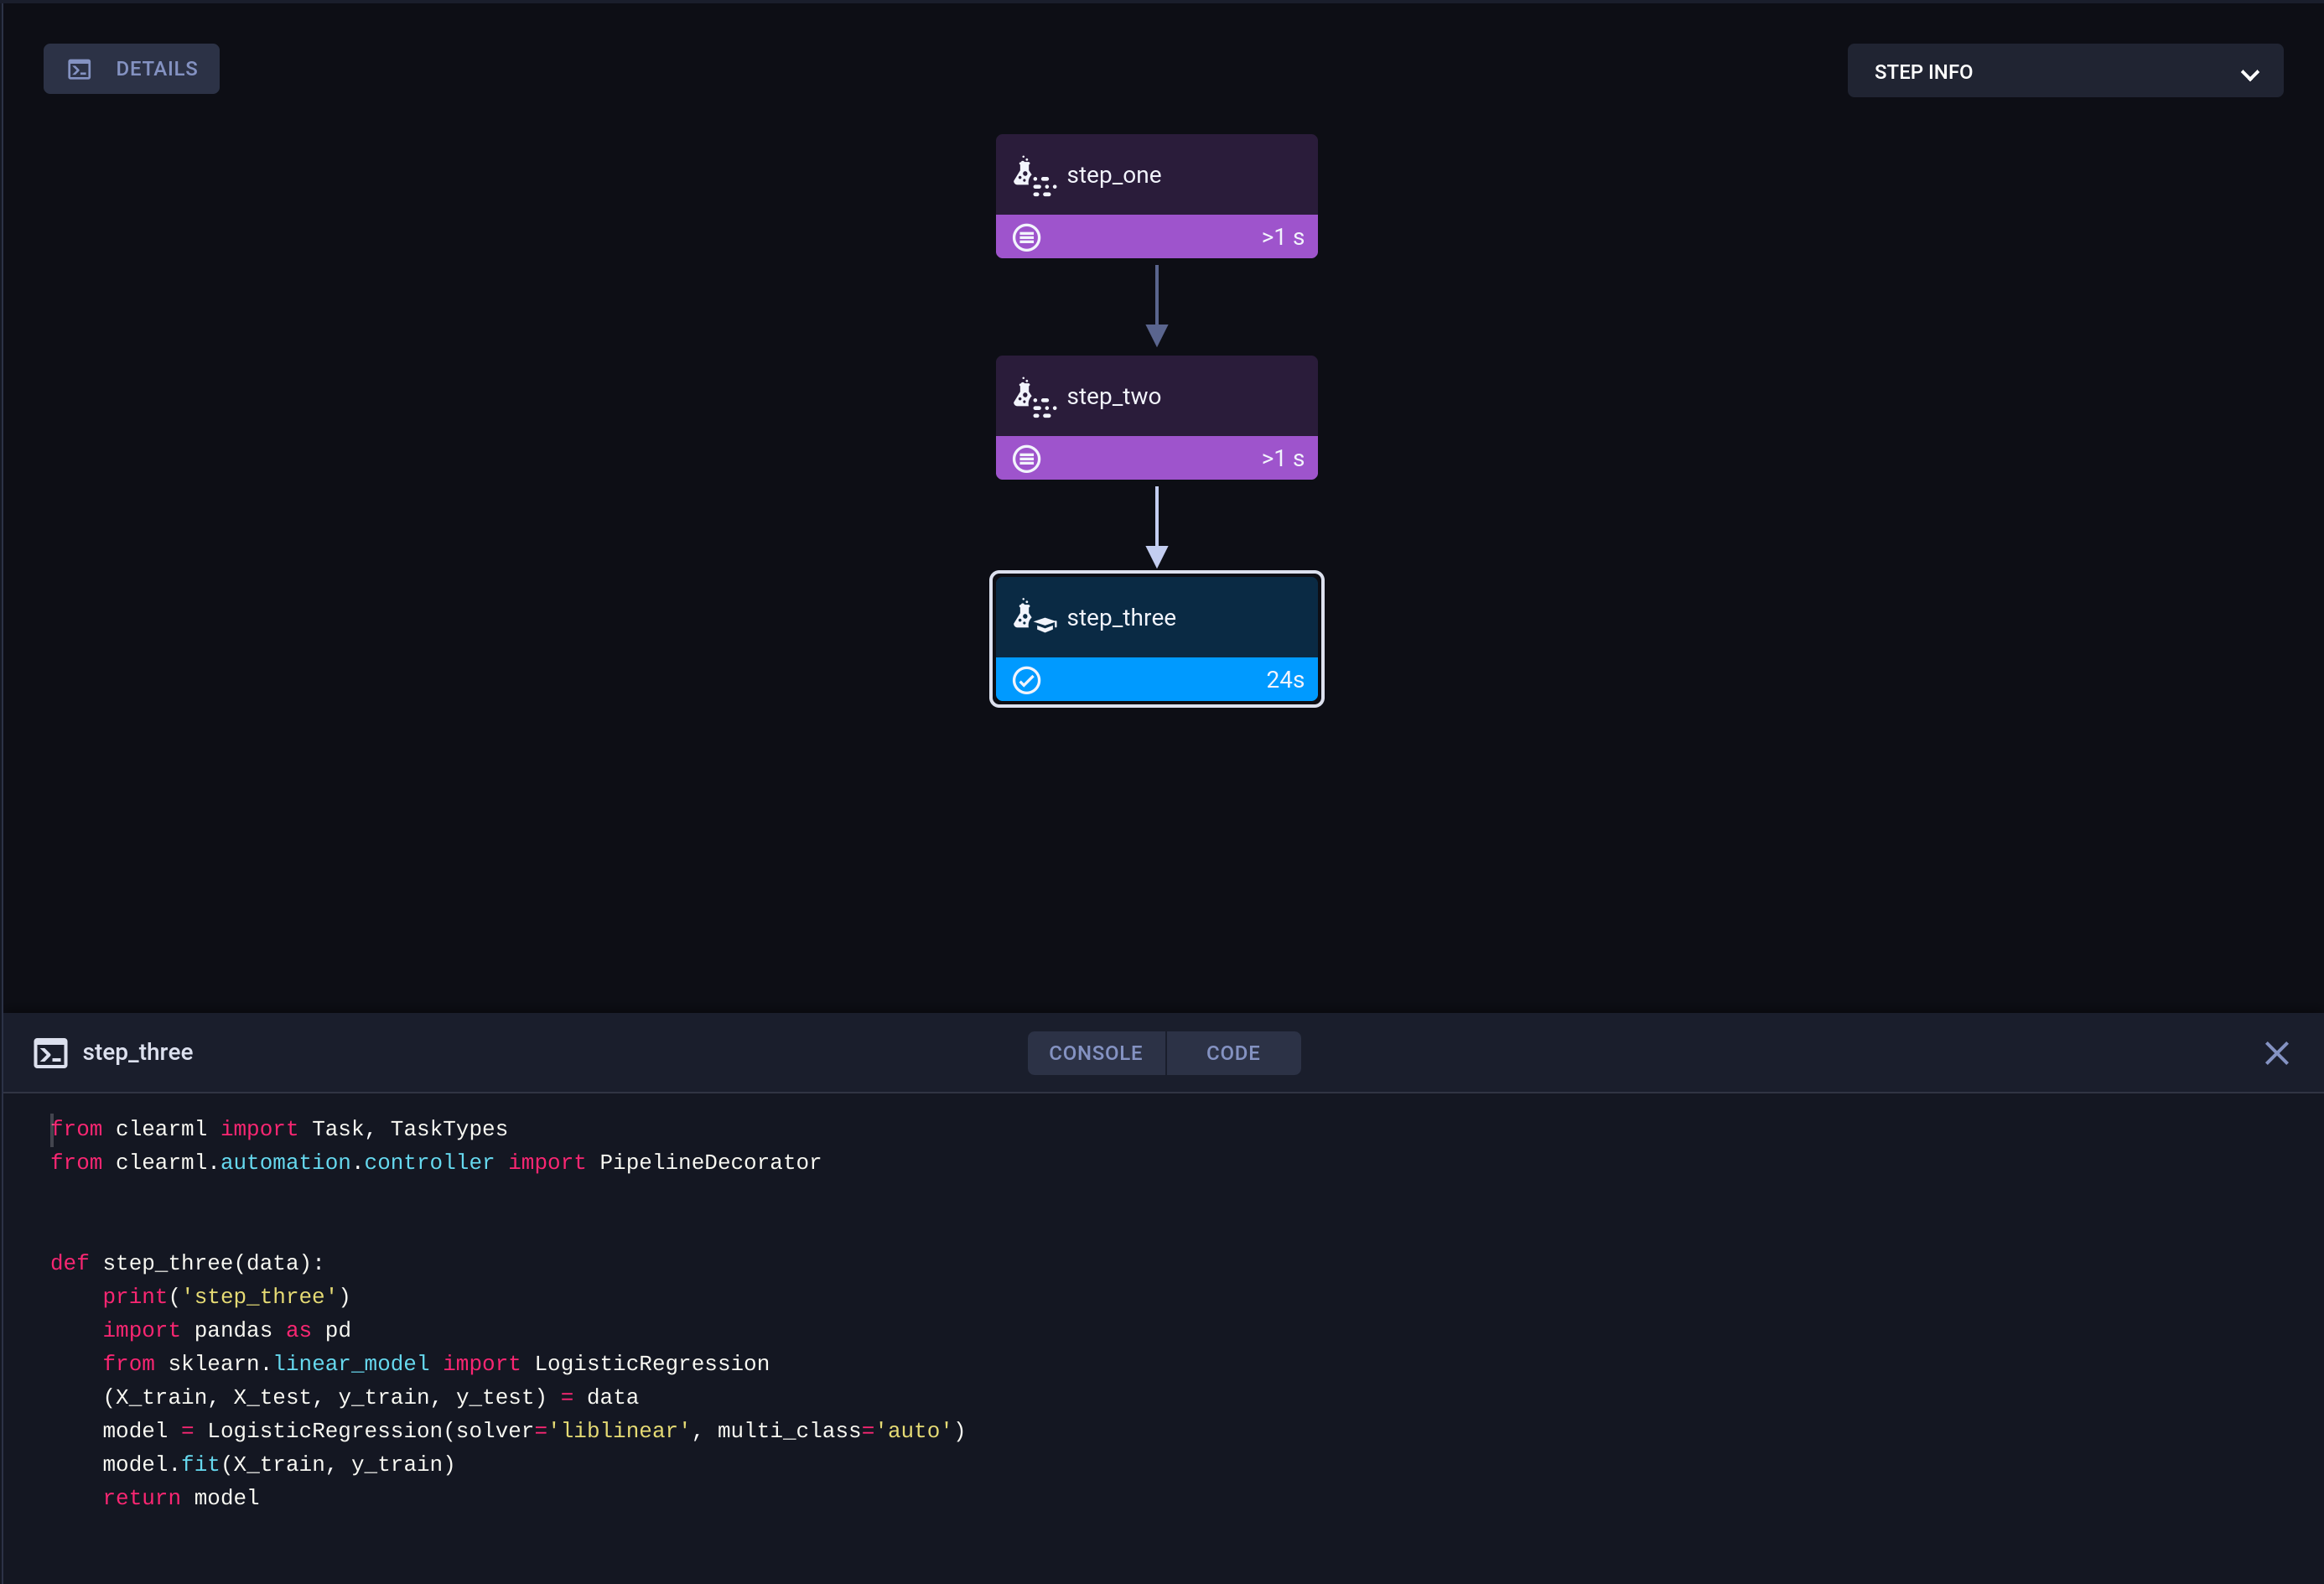 DETAILS
STEP INFO
step_one
>1 s
step_two
>1 s
step_three
24s
step_three
CONSOLE
CODE
from clearml import Task, TaskTypes
from clearml.automation.controller import PipelineDecorator
def step_three(data):
    print('step_three')
    import pandas as pd
    from sklearn.linear_model import LogisticRegression
    (X_train, X_test, y_train, y_test) = data
    model = LogisticRegression(solver='liblinear', multi_class='auto')
    model.fit(X_train, y_train)
    return model